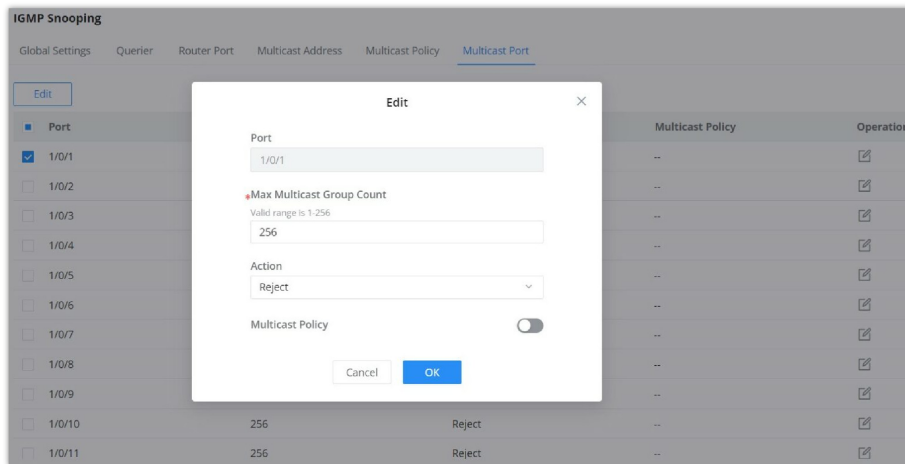 IGMP Snooping
Global Settings Querier Router Port Multicast Address Multicast Policy Multicast Port
Edit
Port Multicast Policy Operation
Edit
Port
1/0/1
*Max Multicast Group Count
Valid range is 1-256
256
Action
Reject
Multicast Policy
Cancel OK
1/0/1 --
1/0/2 --
1/0/3 --
1/0/4 --
1/0/5 --
1/0/6 --
1/0/7 --
1/0/8 --
1/0/9 --
1/0/10 256 Reject --
1/0/11 256 Reject --